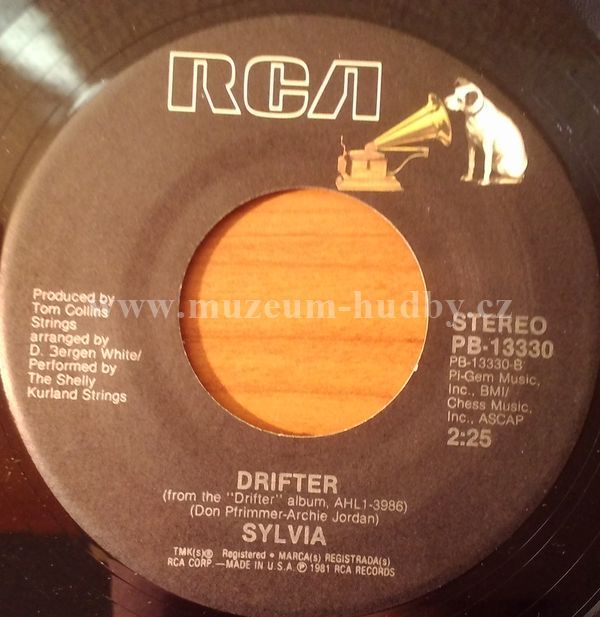 RCA
Produced by
Tom Collins
Strings
arranged by
D. Bergen White/
Performed by
The Shelly
Kurland Strings
www.muzeum-hudby.cz
STEREO
PB-13330
PB-13330-B
Pi-Gem Music,
Inc., BMI/
Chess Music,
Inc., ASCAP
2:25
DRIFTER
(from the "Drifter" album, AHL1-3986)
(Don Pfrimmer-Archie Jordan)
SYLVIA
TMK(s)® Registered • MARCA(s) REGISTRADA(s)
RCA CORP.—MADE IN U.S.A. ℗ 1981 RCA RECORDS